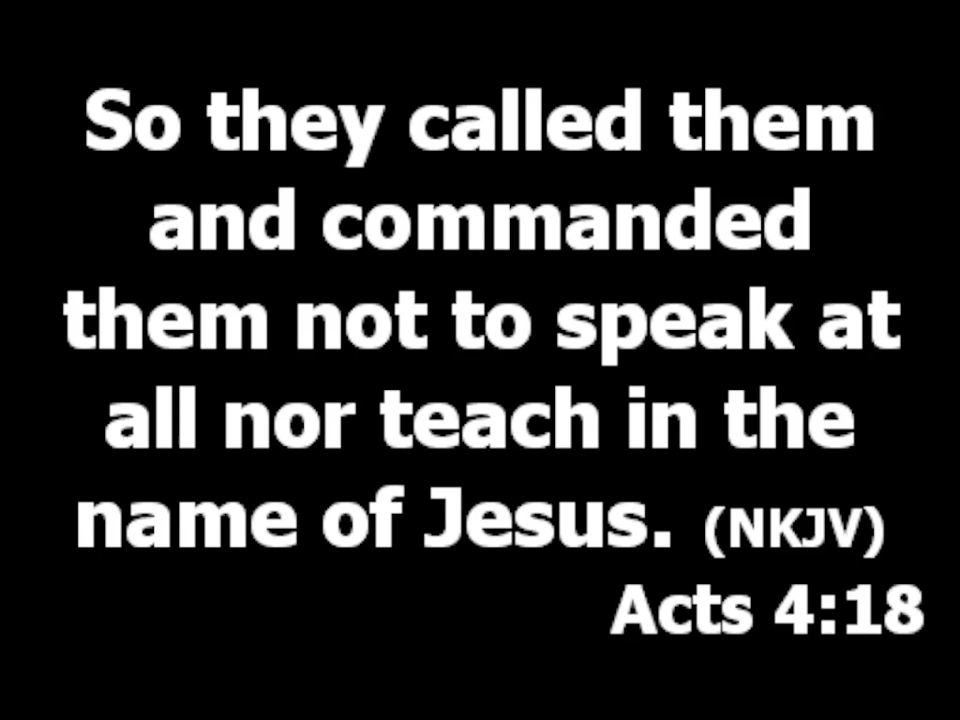 So they called them
and commanded
them not to speak at
all nor teach in the
name of Jesus. (NKJV)
Acts 4:18